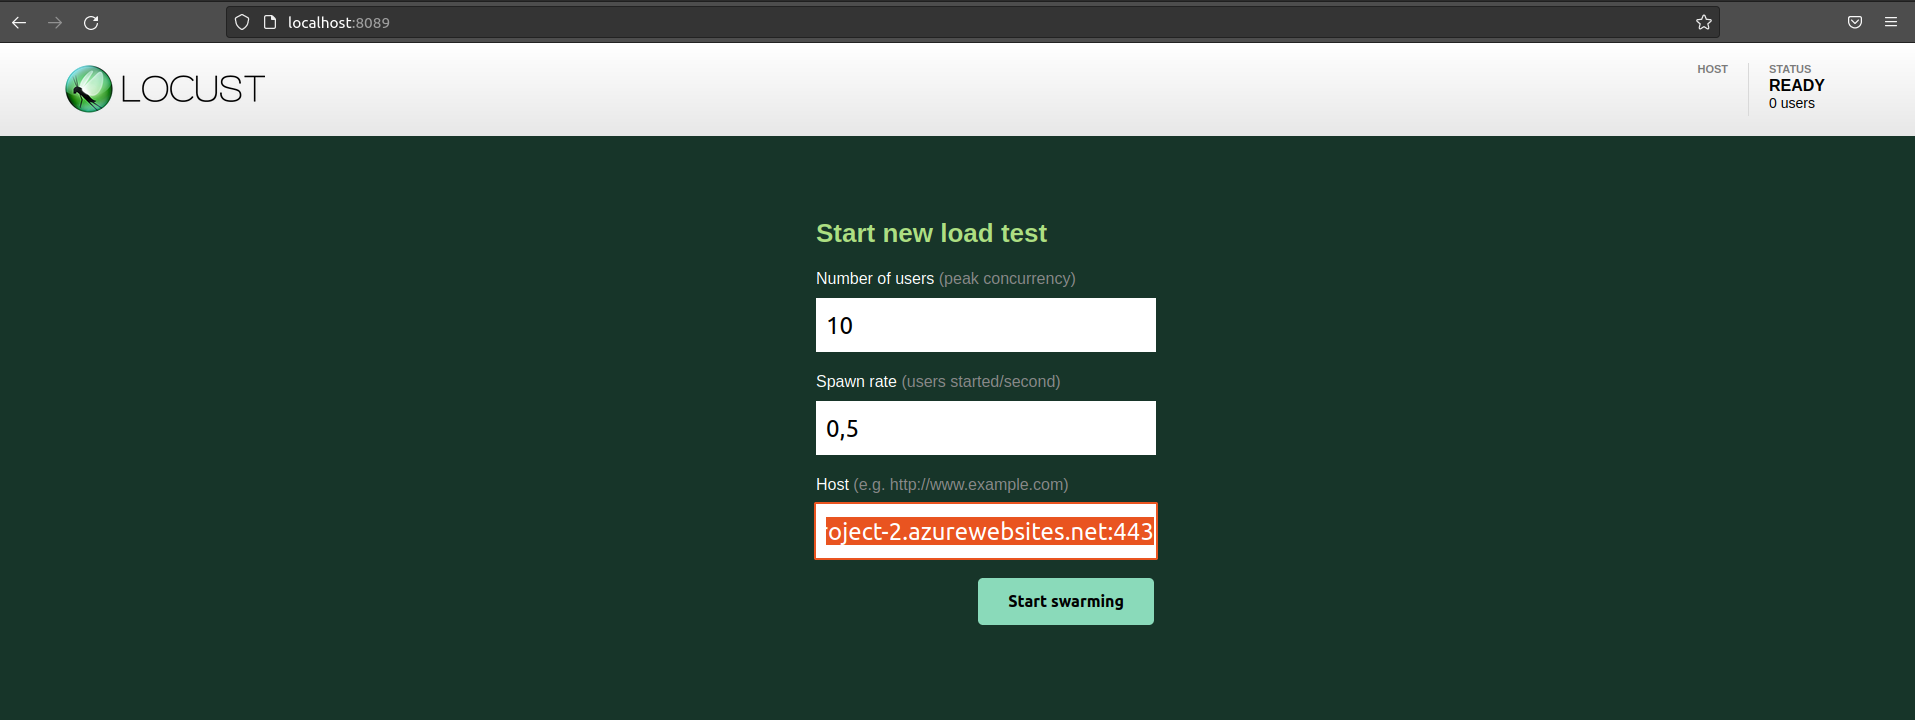 localhost:8089
LOCUST
HOST
STATUS
READY
0 users
Start new load test
Number of users (peak concurrency)
10
Spawn rate (users started/second)
0,5
Host (e.g. http://www.example.com)
roject-2.azurewebsites.net:443
Start swarming